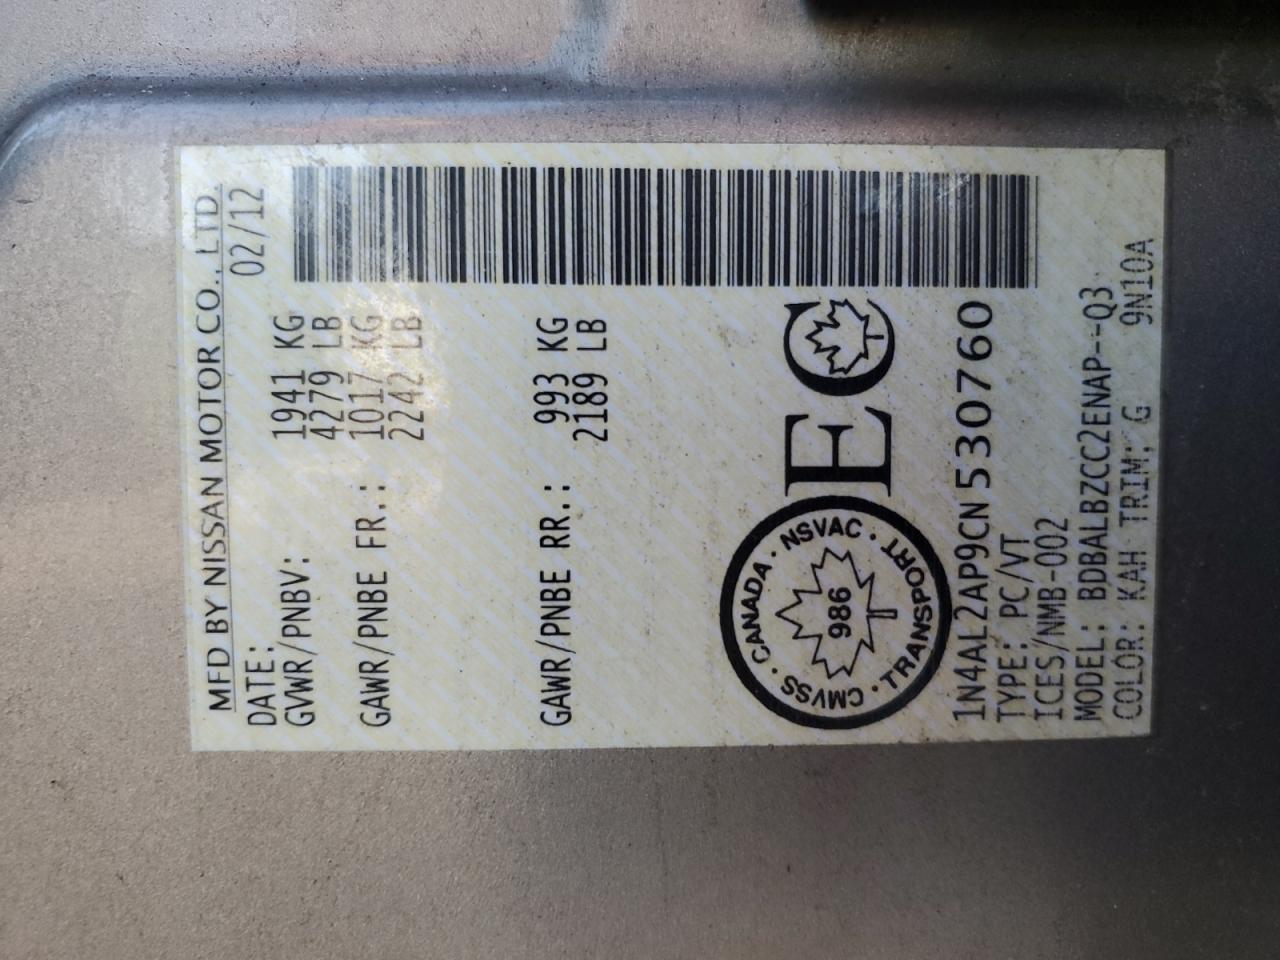 MFD BY NISSAN MOTOR CO., LTD.
DATE: 02/12
GVWR/PNBV: 1941 KG
4279 LB
GAWR/PNBE FR.: 1017 KG
2242 LB
GAWR/PNBE RR.: 993 KG
2189 LB
CANADA · NSVAC · TRANSPORT · CMVSS ·
986
EC
T
1N4AL2AP9CN530760
TYPE: PC/VT
ICES/NMB-002
MODEL: BDBALBZCC2ENAP--Q3
COLOR: KAH TRIM: G 9N10A